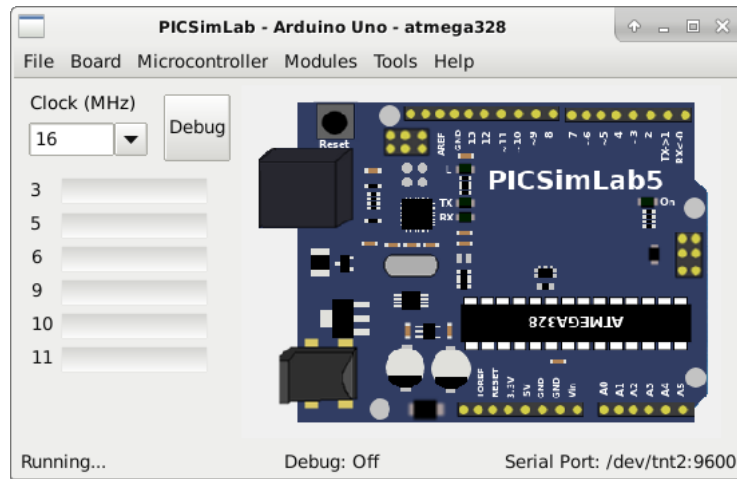 PICSimLab - Arduino Uno - atmega328
File Board Microcontroller Modules Tools Help
Clock (MHz)
16
Debug
3
5
6
9
10
11
Reset
AREF
GND
13
12
~11
~10
~9
8
7
~6
~5
4
~3
2
TX->1
RX<-0
L
TX
RX
PICSimLab5
On
ATMEGA328
IOREF
RESET
3.3V
5V
GND
GND
Vin
A0
A1
A2
A3
A4
A5
Running...
Debug: Off
Serial Port: /dev/tnt2:9600